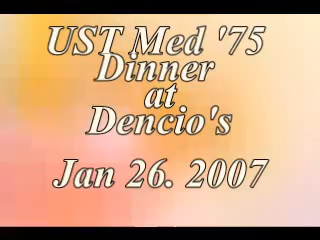 UST Med '75
Dinner
at
Dencio's
Jan 26. 2007